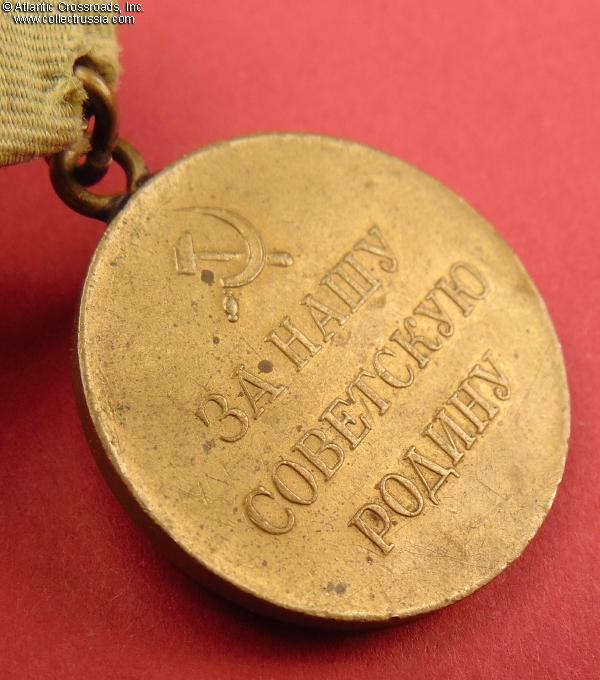 © Atlantic Crossroads, Inc.
www.collectrussia.com
ЗА НАШУ
СОВЕТСКУЮ
РОДИНУ